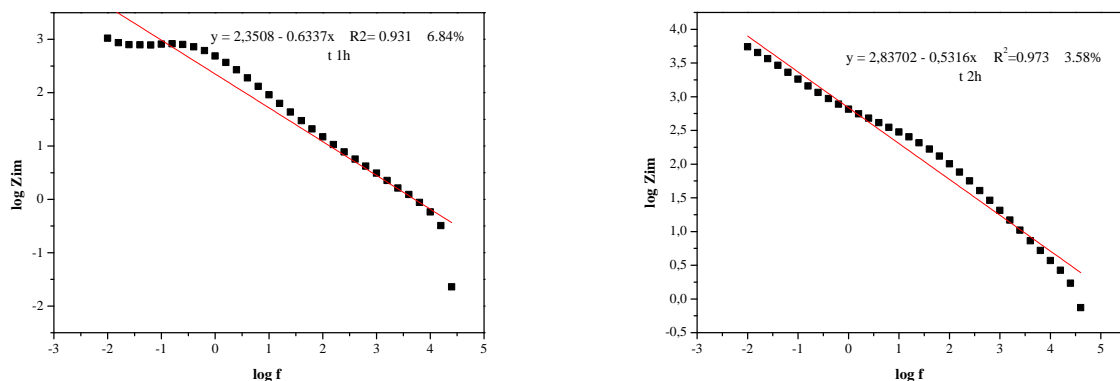 y = 2,3508 - 0.6337x R2= 0.931 6.84%
t 1h
3
2
1
0
-1
-2
-3 -2 -1 0 1 2 3 4 5
log Zim
log f
y = 2,83702 - 0,5316x R²=0.973 3.58%
t 2h
4,0
3,5
3,0
2,5
2,0
1,5
1,0
0,5
0,0
-0,5
-3 -2 -1 0 1 2 3 4 5
log Zim
log f